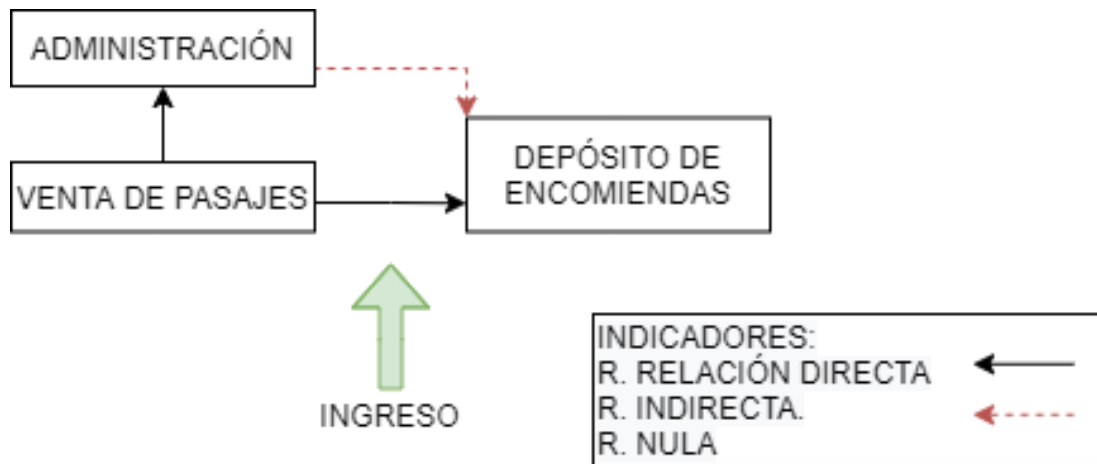 ADMINISTRACIÓN
DEPÓSITO DE
ENCOMIENDAS
VENTA DE PASAJES
INGRESO
INDICADORES:
R. RELACIÓN DIRECTA
R. INDIRECTA.
R. NULA